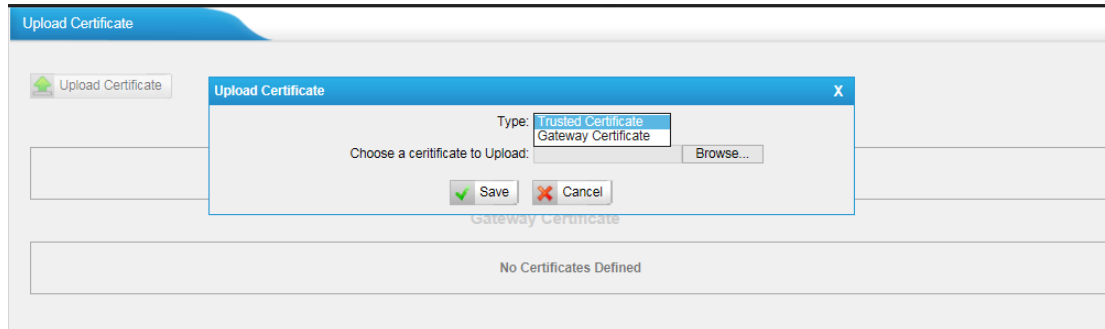 Upload Certificate
Upload Certificate
Upload Certificate X
Type: Trusted Certificate
Gateway Certificate
Choose a ceritificate to Upload: Browse...
Save Cancel
Gateway Certificate
No Certificates Defined